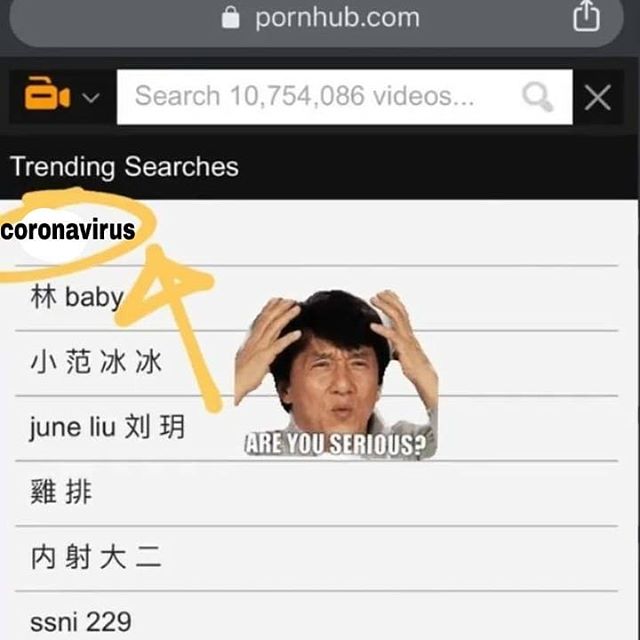 pornhub.com
Search 10,754,086 videos...
Trending Searches
coronavirus
林 baby
小 范 冰 冰
june liu 刘 玥
ARE YOU SERIOUS?
雞 排
内 射 大 二
ssni 229